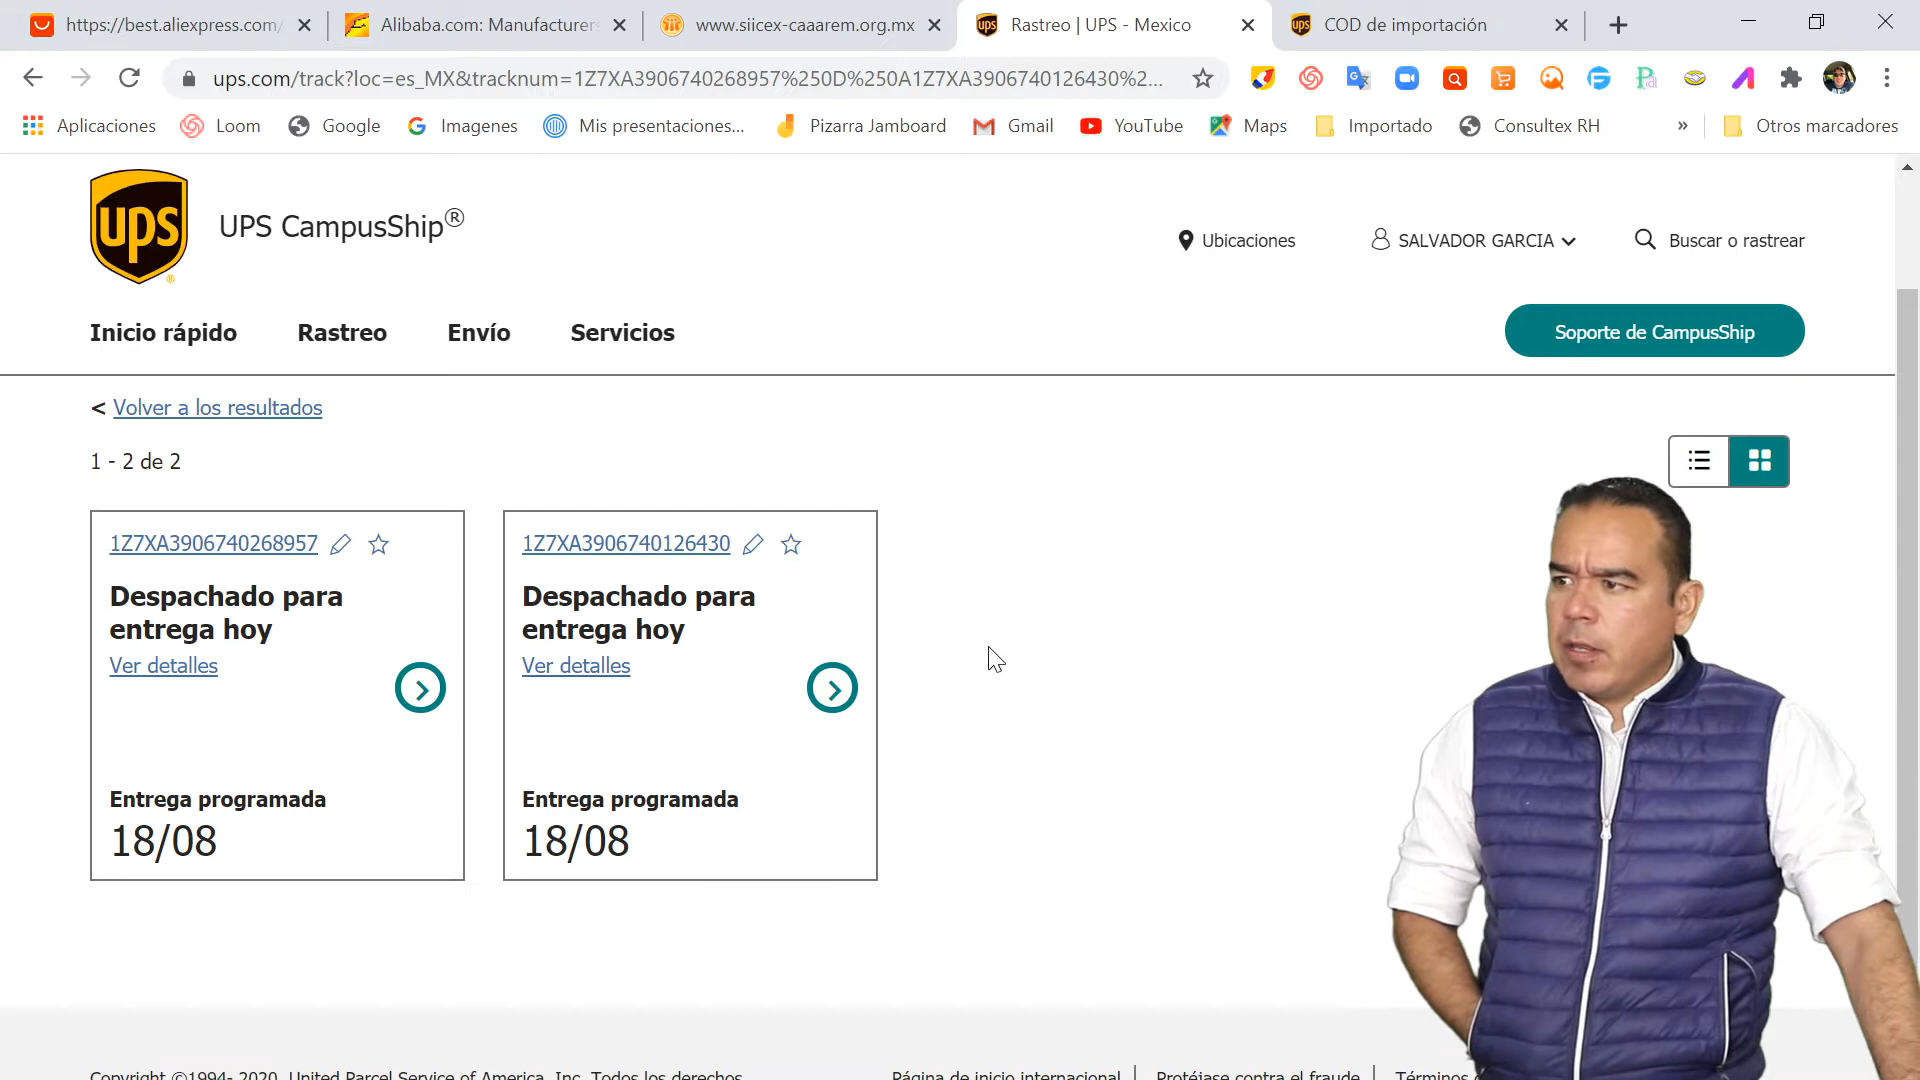 https://best.aliexpress.com/
Alibaba.com: Manufacturers
www.siicex-caaarem.org.mx
Rastreo | UPS - Mexico
COD de importación
ups.com/track?loc=es_MX&tracknum=1Z7XA3906740268957%250D%250A1Z7XA3906740126430%2...
Aplicaciones
Loom
Google
Imagenes
Mis presentaciones...
Pizarra Jamboard
Gmail
YouTube
Maps
Importado
Consultex RH
»
Otros marcadores
ups
UPS CampusShip®
Ubicaciones
SALVADOR GARCIA
Buscar o rastrear
Inicio rápido
Rastreo
Envío
Servicios
Soporte de CampusShip
< Volver a los resultados
1 - 2 de 2
1Z7XA3906740268957
Despachado para
entrega hoy
Ver detalles
Entrega programada
18/08
1Z7XA3906740126430
Despachado para
entrega hoy
Ver detalles
Entrega programada
18/08
Copyright ©1994- 2020 United Parcel Service of America, Inc. Todos los derechos
Página de inicio internacional
Protéjase contra el fraude
Términos